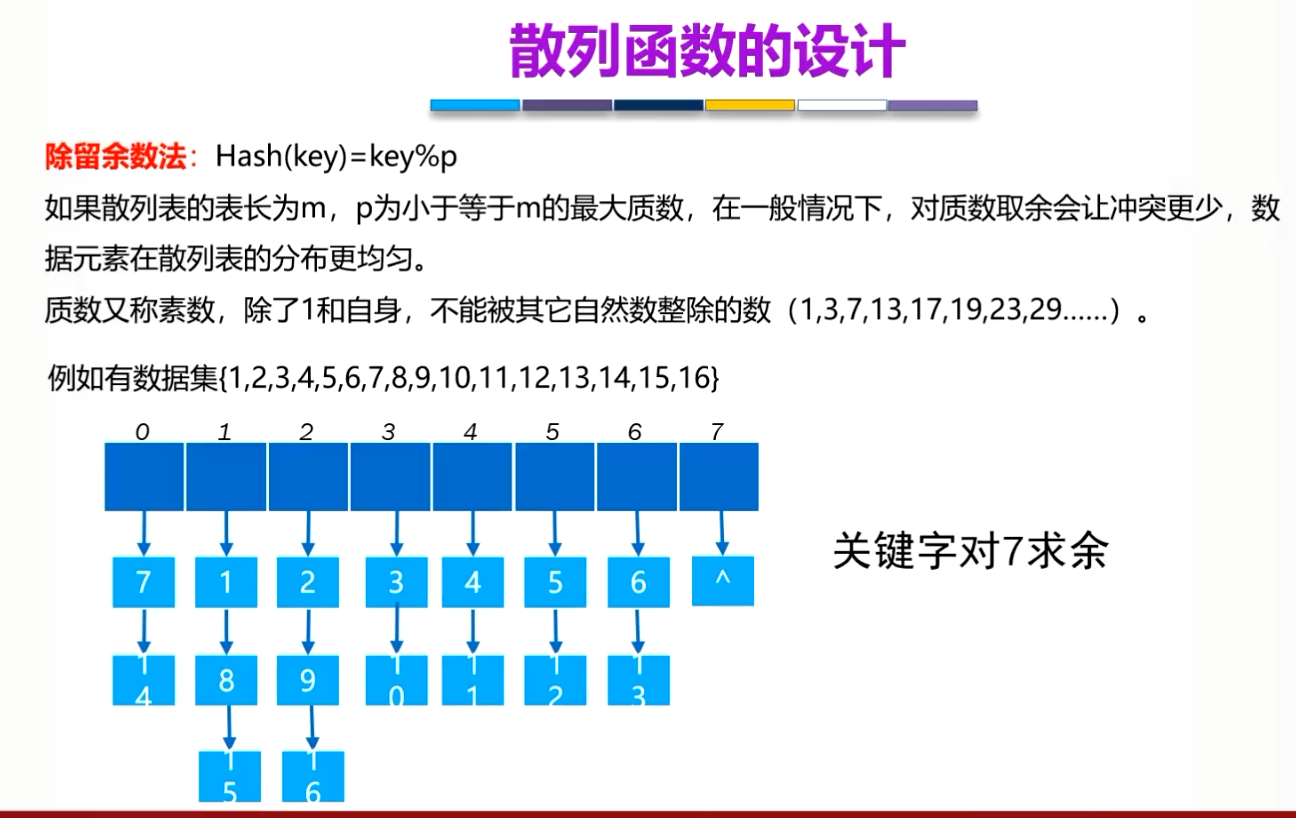 散列函数的设计
除留余数法：Hash(key)=key%p
如果散列表的表长为m，p为小于等于m的最大质数，在一般情况下，对质数取余会让冲突更少，数
据元素在散列表的分布更均匀。
质数又称素数，除了1和自身，不能被其它自然数整除的数（1,3,7,13,17,19,23,29......）。
例如有数据集{1,2,3,4,5,6,7,8,9,10,11,12,13,14,15,16}
0 1 2 3 4 5 6 7
7 1 2 3 4 5 6 ^
关键字对7求余
14 8 9 10 11 12 13
15 16